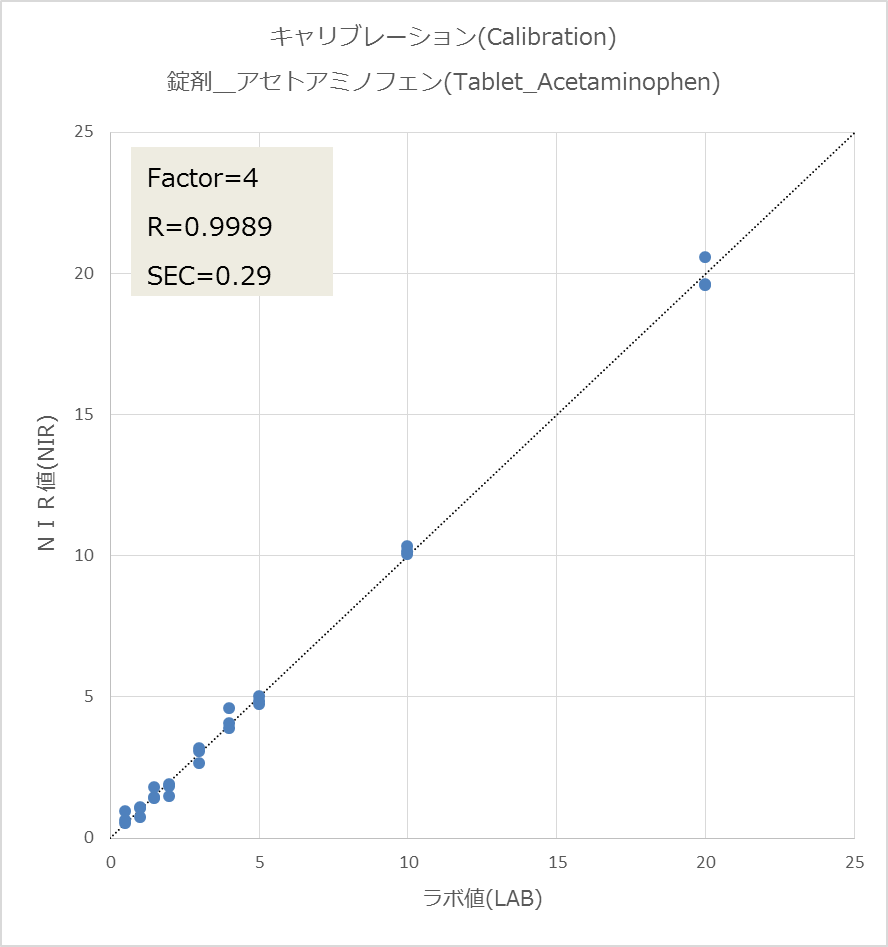 キャリブレーション(Calibration)
錠剤__アセトアミノフェン(Tablet_Acetaminophen)
Factor=4
R=0.9989
SEC=0.29
ＮＩＲ値(NIR)
25
20
15
10
5
0
0 5 10 15 20 25
ラボ値(LAB)